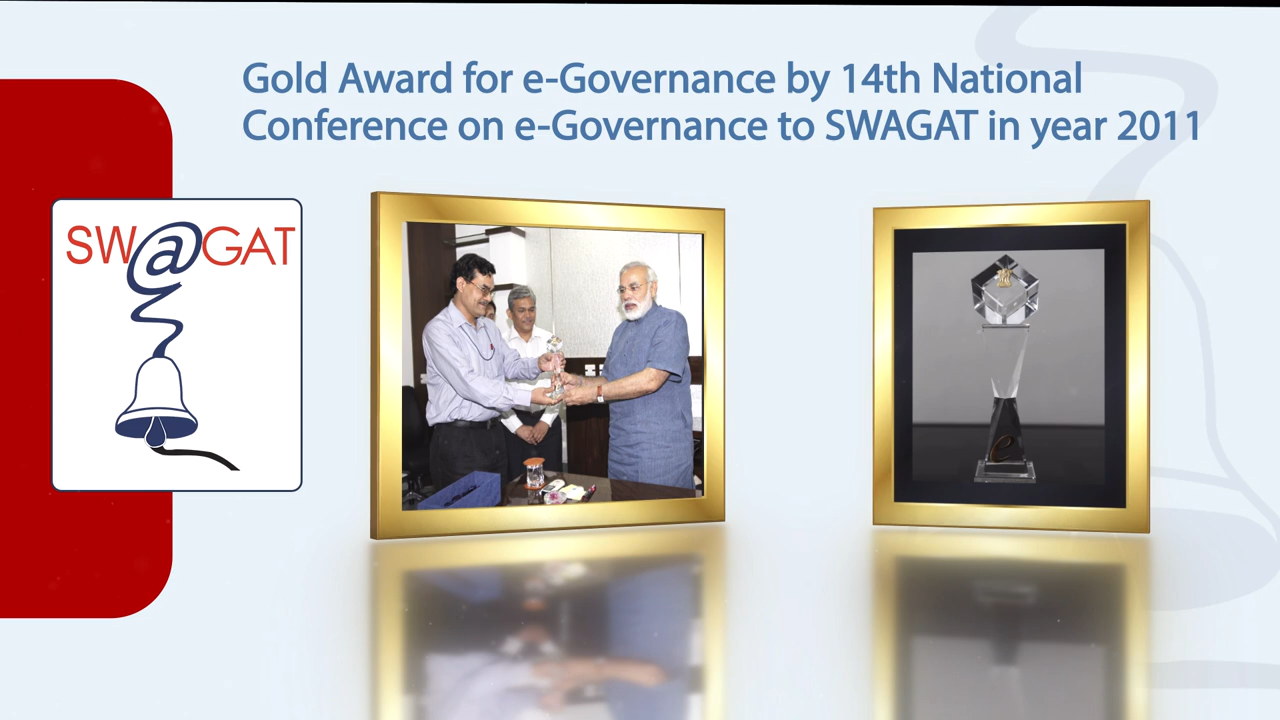 Gold Award for e-Governance by 14th National
Conference on e-Governance to SWAGAT in year 2011
SW@GAT